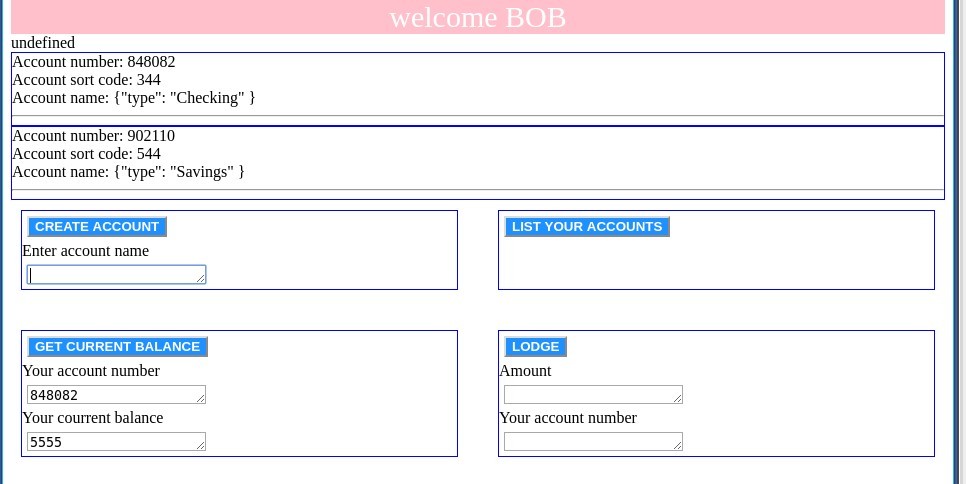 welcome BOB
undefined
Account number: 848082
Account sort code: 344
Account name: {"type": "Checking" }
Account number: 902110
Account sort code: 544
Account name: {"type": "Savings" }
CREATE ACCOUNT
Enter account name
LIST YOUR ACCOUNTS
GET CURRENT BALANCE
Your account number
848082
Your courrent balance
5555
LODGE
Amount
Your account number